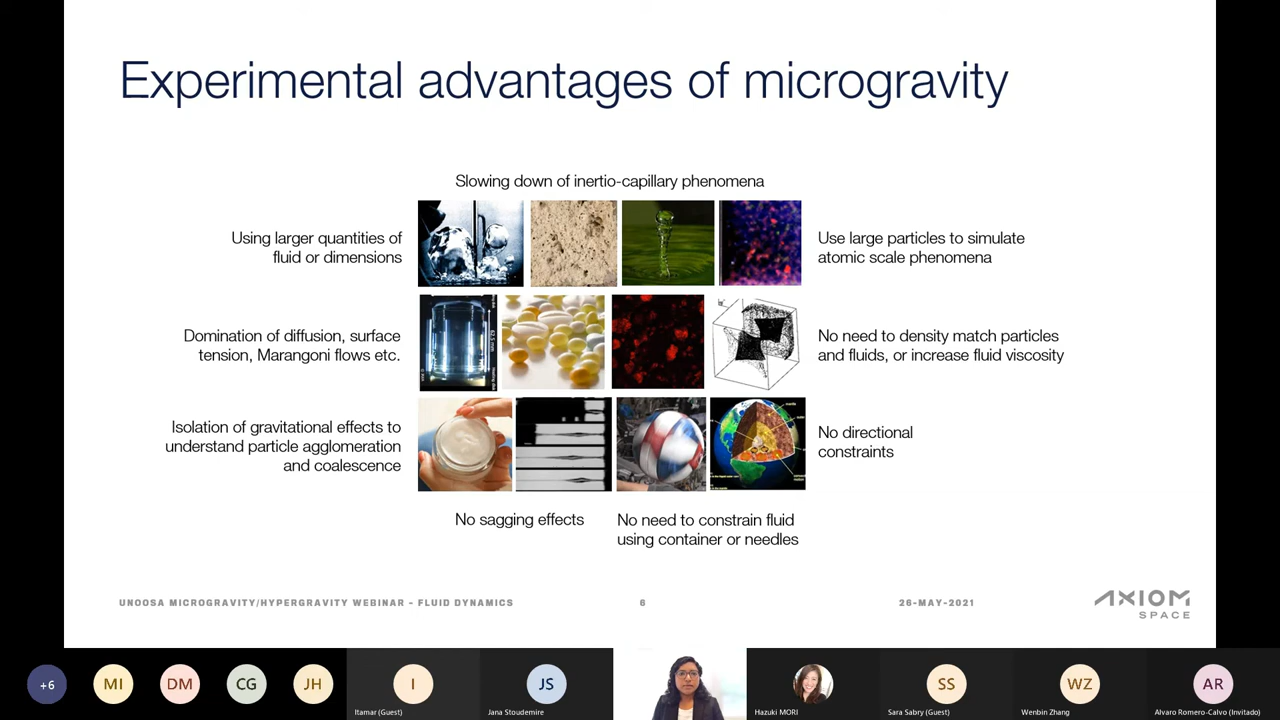 Experimental advantages of microgravity
Slowing down of inertio-capillary phenomena
Using larger quantities of
fluid or dimensions
Use large particles to simulate
atomic scale phenomena
Domination of diffusion, surface
tension, Marangoni flows etc.
No need to density match particles
and fluids, or increase fluid viscosity
Isolation of gravitational effects to
understand particle agglomeration
and coalescence
No directional
constraints
No sagging effects
No need to constrain fluid
using container or needles
UNOOSA MICROGRAVITY/HYPERGRAVITY WEBINAR - FLUID DYNAMICS
6
26-MAY-2021
AXIOM
SPACE
+6
MI
DM
CG
JH
I
JS
SS
WZ
AR
Itamar (Guest)
Jana Stoudemire
Hazuki MORI
Sara Sabry (Guest)
Wenbin Zhang
Alvaro Romero-Calvo (Invitado)